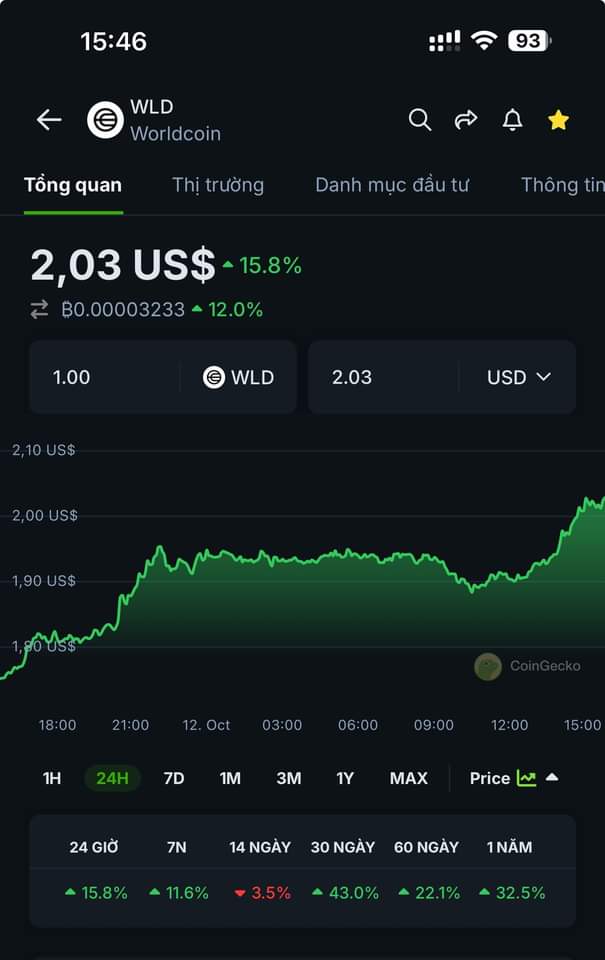 15:46
93
WLD
Worldcoin
Tổng quan Thị trường Danh mục đầu tư Thông tin
2,03 US$ 15.8%
₿0.00003233 12.0%
1.00 WLD 2.03 USD
2,10 US$
2,00 US$
1,90 US$
1,80 US$
CoinGecko
18:00 21:00 12. Oct 03:00 06:00 09:00 12:00 15:00
1H 24H 7D 1M 3M 1Y MAX Price
24 GIỜ 7N 14 NGÀY 30 NGÀY 60 NGÀY 1 NĂM
15.8% 11.6% 3.5% 43.0% 22.1% 32.5%